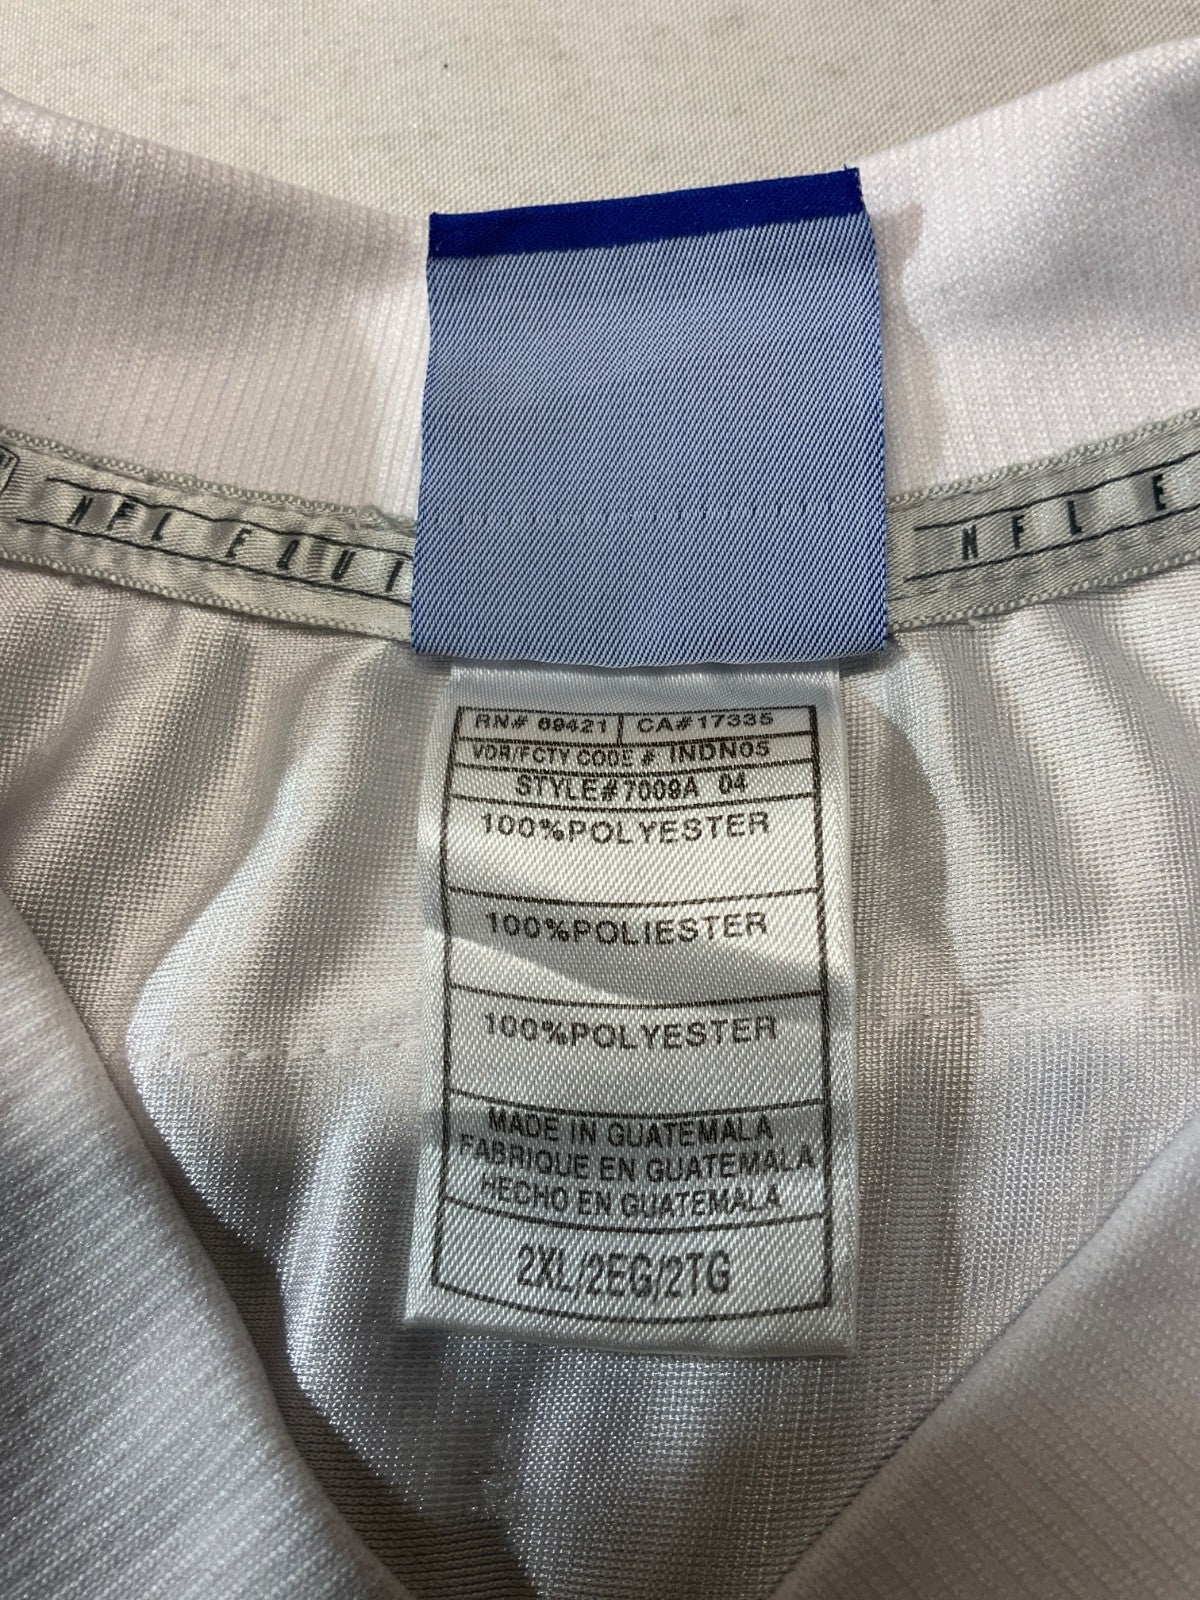 NFL EQUI
NFL E
RN# 69421 CA#17335
VDR/FCTY CODE # INDN05
STYLE#7009A 04
100%POLYESTER
100%POLIESTER
100%POLYESTER
MADE IN GUATEMALA
FABRIQUE EN GUATEMALA
HECHO EN GUATEMALA
2XL/2EG/2TG